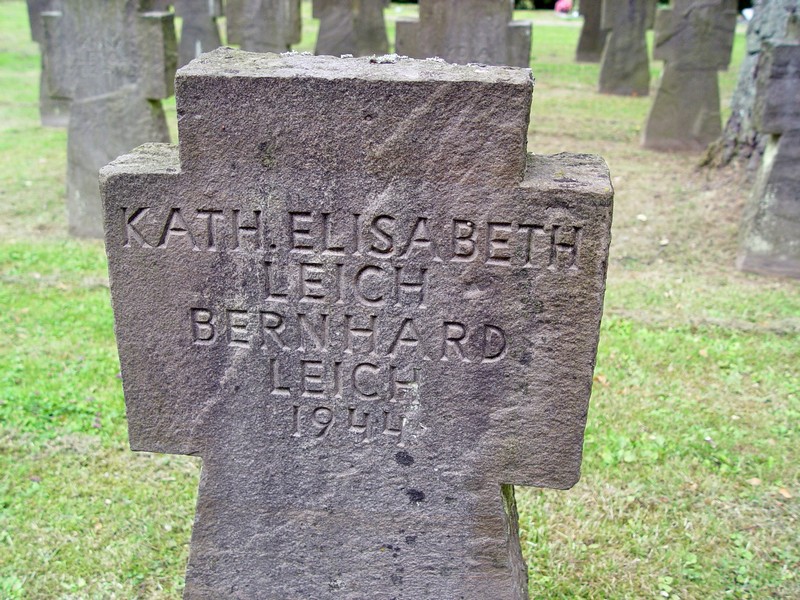 KATH. ELISABETH
LEICH
BERNHARD
LEICH
1944